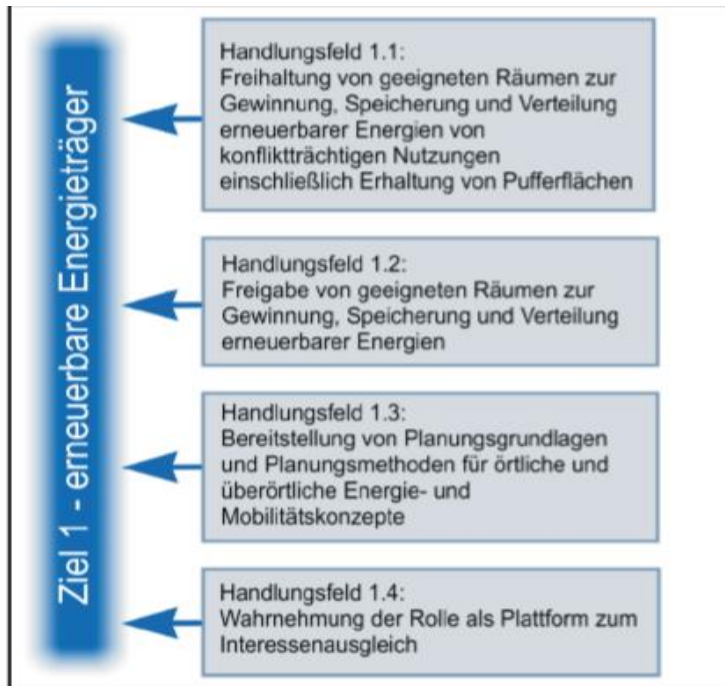 Ziel 1 - erneuerbare Energieträger
Handlungsfeld 1.1:
Freihaltung von geeigneten Räumen zur
Gewinnung, Speicherung und Verteilung
erneuerbarer Energien von
konfliktträchtigen Nutzungen
einschließlich Erhaltung von Pufferflächen
Handlungsfeld 1.2:
Freigabe von geeigneten Räumen zur
Gewinnung, Speicherung und Verteilung
erneuerbarer Energien
Handlungsfeld 1.3:
Bereitstellung von Planungsgrundlagen
und Planungsmethoden für örtliche und
überörtliche Energie- und
Mobilitätskonzepte
Handlungsfeld 1.4:
Wahrnehmung der Rolle als Plattform zum
Interessenausgleich